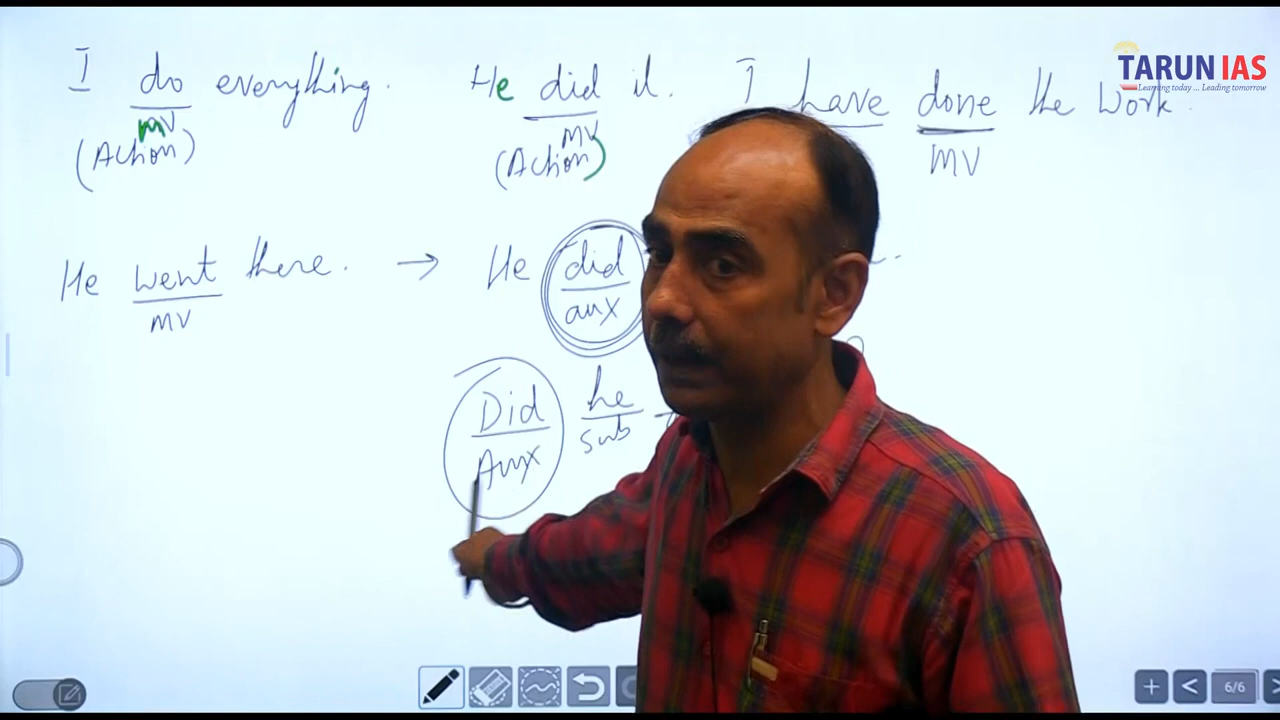 TARUN IAS
Learning today ... Leading tomorrow
I do everything. He did it. I have done the work.
MV MV MV
(Action) (Action)
He went there. → He did
MV aux
Did he
Aux Sub
6/6